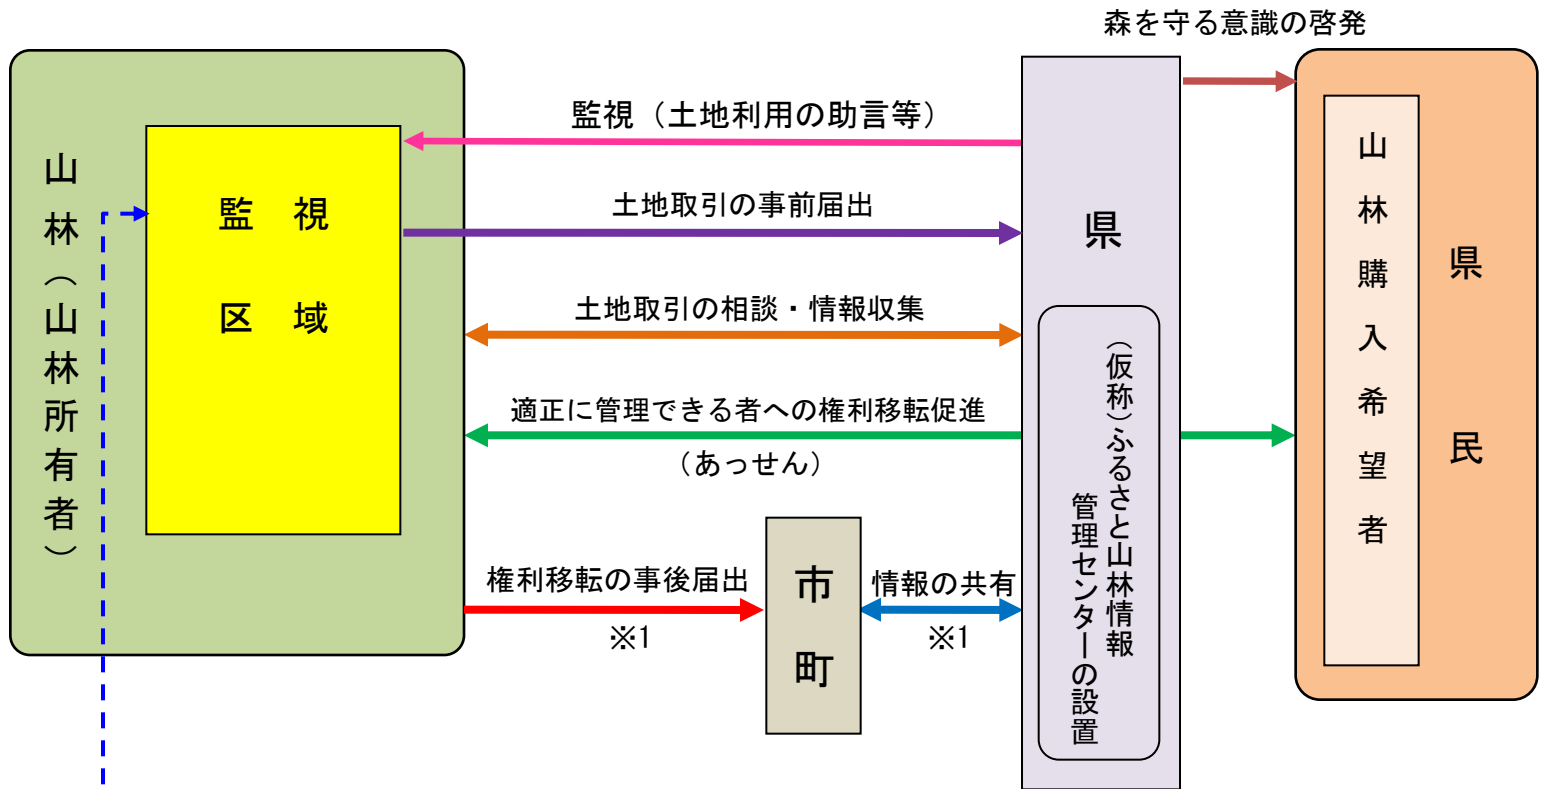 森を守る意識の啓発
山林（山林所有者）
監　視
区　域
監視（土地利用の助言等）
土地取引の事前届出
土地取引の相談・情報収集
適正に管理できる者への権利移転促進
（あっせん）
権利移転の事後届出
※1
市町
情報の共有
※1
県
（仮称）ふるさと山林情報
管理センターの設置
山林購入希望者
県民